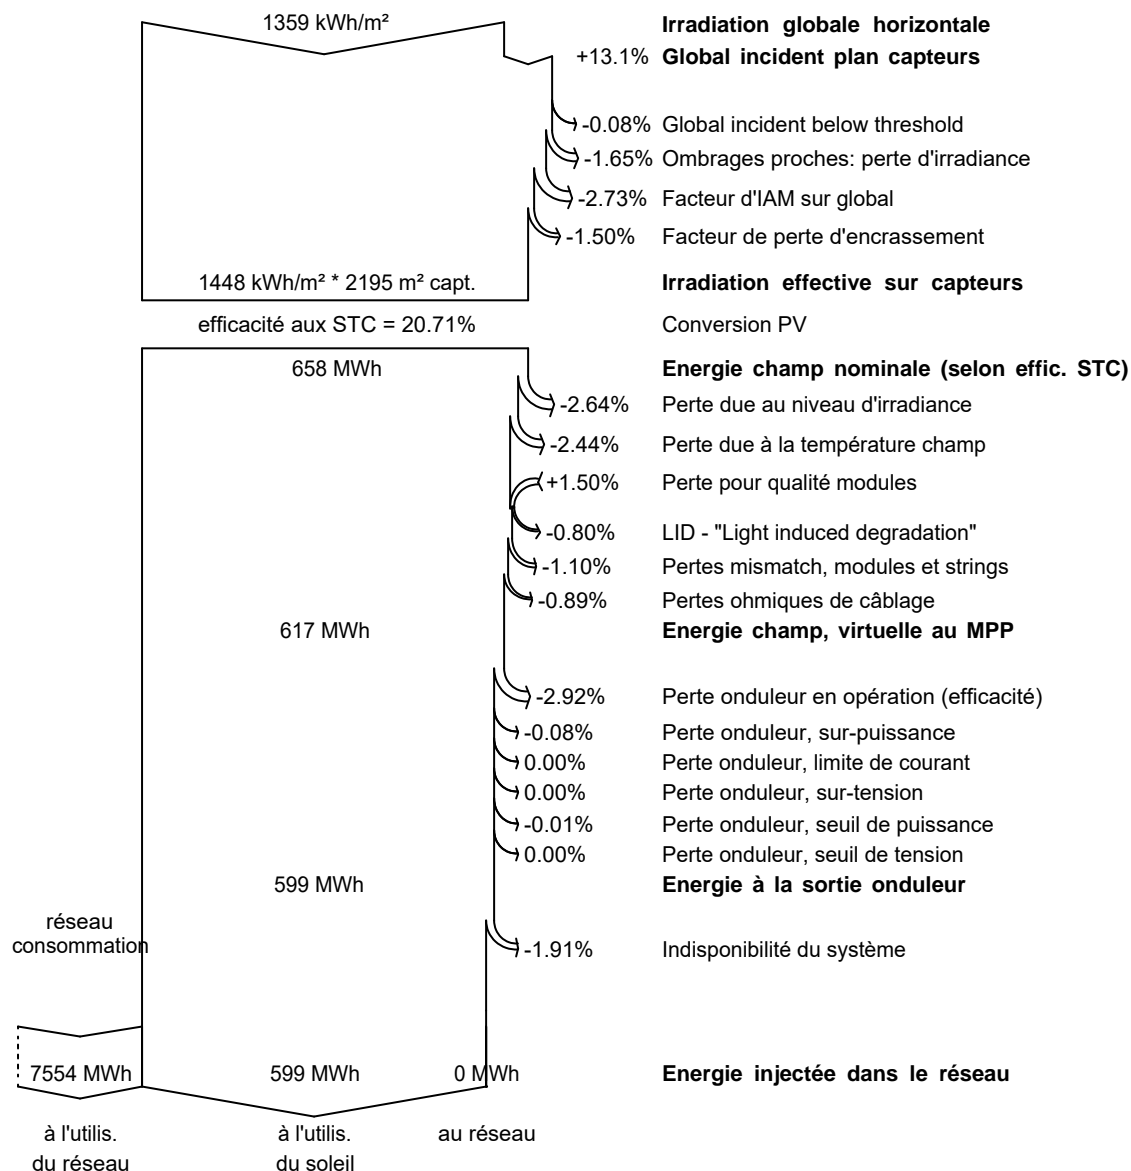 1359 kWh/m² Irradiation globale horizontale
+13.1% Global incident plan capteurs
-0.08% Global incident below threshold
-1.65% Ombrages proches: perte d'irradiance
-2.73% Facteur d'IAM sur global
-1.50% Facteur de perte d'encrassement
1448 kWh/m² * 2195 m² capt. Irradiation effective sur capteurs
efficacité aux STC = 20.71% Conversion PV
658 MWh Energie champ nominale (selon effic. STC)
-2.64% Perte due au niveau d'irradiance
-2.44% Perte due à la température champ
+1.50% Perte pour qualité modules
-0.80% LID - "Light induced degradation"
-1.10% Pertes mismatch, modules et strings
-0.89% Pertes ohmiques de câblage
617 MWh Energie champ, virtuelle au MPP
-2.92% Perte onduleur en opération (efficacité)
-0.08% Perte onduleur, sur-puissance
0.00% Perte onduleur, limite de courant
0.00% Perte onduleur, sur-tension
-0.01% Perte onduleur, seuil de puissance
0.00% Perte onduleur, seuil de tension
599 MWh Energie à la sortie onduleur
réseau
consommation
-1.91% Indisponibilité du système
7554 MWh 599 MWh 0 MWh Energie injectée dans le réseau
à l'utilis. à l'utilis. au réseau
du réseau du soleil